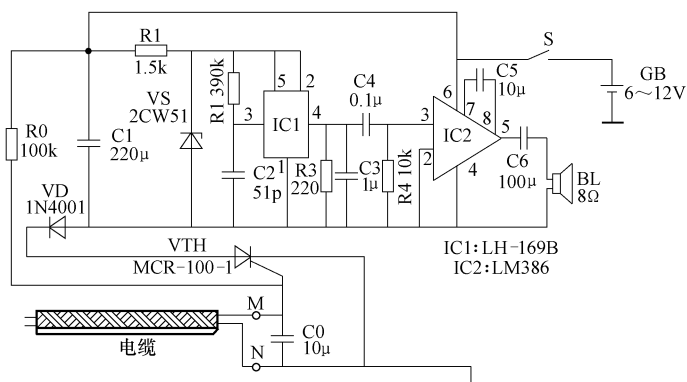 R1
1.5k
S
GB
6～12V
R0
100k
C1
220μ
VS
2CW51
R1 390k
3
5
2
IC1
4
1
C2
51p
R3
220
C4
0.1μ
C3
1μ
R4 10k
3
2
IC2
6
7
8
5
4
C5
10μ
C6
100μ
BL
8Ω
VD
1N4001
VTH
MCR-100-1
IC1:LH-169B
IC2:LM386
M
电缆
C0
10μ
N